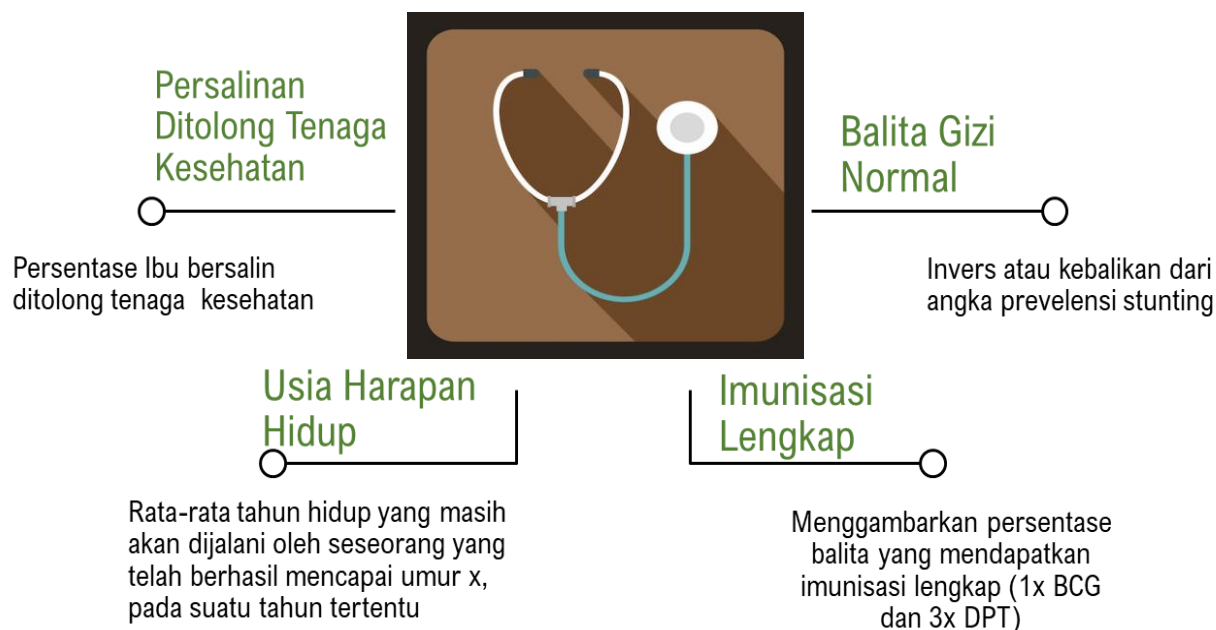 Persalinan
Ditolong Tenaga
Kesehatan
Persentase Ibu bersalin
ditolong tenaga kesehatan
Balita Gizi
Normal
Invers atau kebalikan dari
angka prevelensi stunting
Usia Harapan
Hidup
Rata-rata tahun hidup yang masih
akan dijalani oleh seseorang yang
telah berhasil mencapai umur x,
pada suatu tahun tertentu
Imunisasi
Lengkap
Menggambarkan persentase
balita yang mendapatkan
imunisasi lengkap (1x BCG
dan 3x DPT)